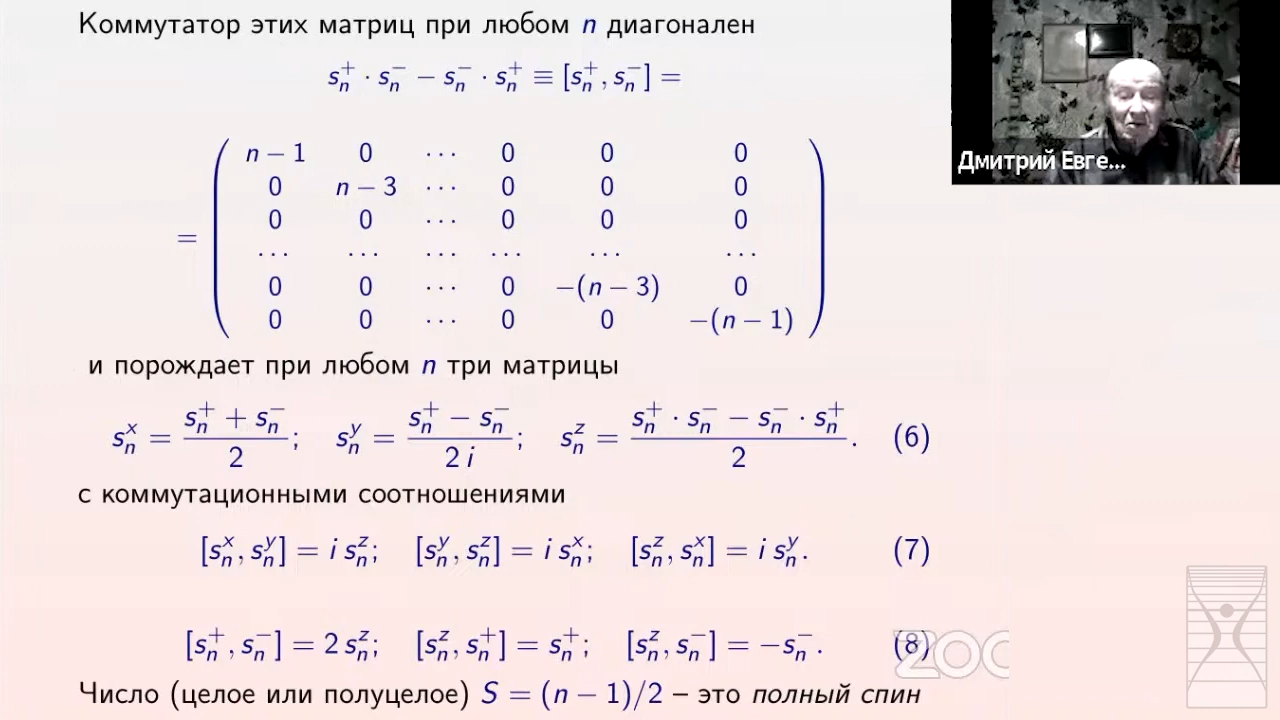 Коммутатор этих матриц при любом n диагонален
s_n^+ · s_n^- − s_n^- · s_n^+ ≡ [s_n^+, s_n^-] =
n − 1 0 ··· 0 0 0
0 n − 3 ··· 0 0 0
0 0 ··· 0 0 0
= ··· ··· ··· ··· ··· ···
0 0 ··· 0 −(n − 3) 0
0 0 ··· 0 0 −(n − 1)
и порождает при любом n три матрицы
s_n^x = (s_n^+ + s_n^-)/2; s_n^y = (s_n^+ − s_n^-)/(2 i); s_n^z = (s_n^+ · s_n^- − s_n^- · s_n^+)/2. (6)
с коммутационными соотношениями
[s_n^x, s_n^y] = i s_n^z; [s_n^y, s_n^z] = i s_n^x; [s_n^z, s_n^x] = i s_n^y. (7)
[s_n^+, s_n^-] = 2 s_n^z; [s_n^z, s_n^+] = s_n^+; [s_n^z, s_n^-] = −s_n^-. (8)
Число (целое или полуцелое) S = (n − 1)/2 – это полный спин
Дмитрий Евге...